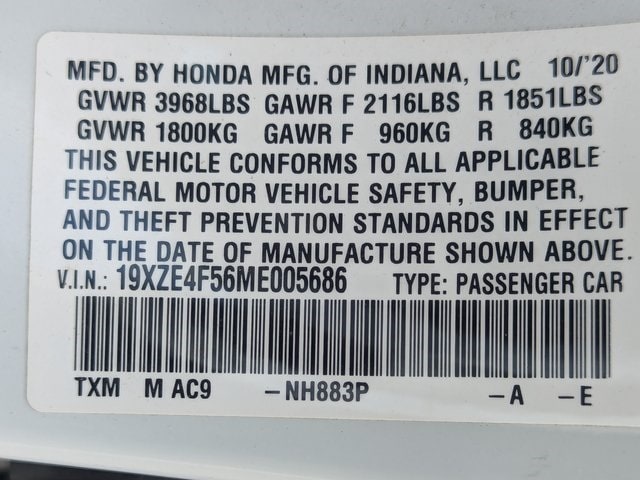 MFD. BY HONDA MFG. OF INDIANA, LLC 10/'20
GVWR 3968LBS GAWR F 2116LBS R 1851LBS
GVWR 1800KG GAWR F 960KG R 840KG
THIS VEHICLE CONFORMS TO ALL APPLICABLE
FEDERAL MOTOR VEHICLE SAFETY, BUMPER,
AND THEFT PREVENTION STANDARDS IN EFFECT
ON THE DATE OF MANUFACTURE SHOWN ABOVE.
V.I.N.: 19XZE4F56ME005686 TYPE: PASSENGER CAR
TXM M AC9 -NH883P -A -E